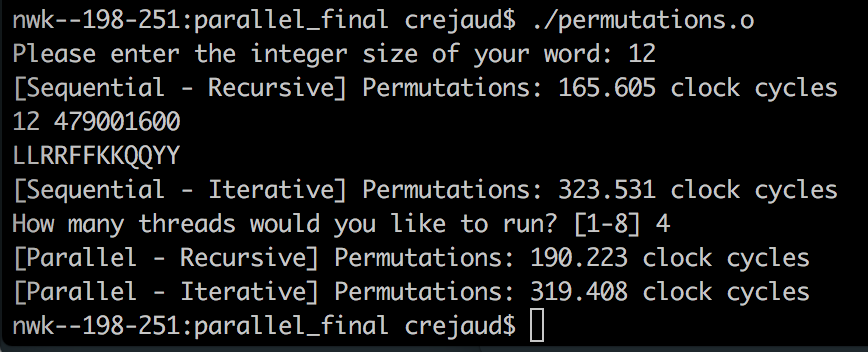 nwk--198-251:parallel_final crejaud$ ./permutations.o
Please enter the integer size of your word: 12
[Sequential - Recursive] Permutations: 165.605 clock cycles
12 479001600
LLRRFFKKQQYY
[Sequential - Iterative] Permutations: 323.531 clock cycles
How many threads would you like to run? [1-8] 4
[Parallel - Recursive] Permutations: 190.223 clock cycles
[Parallel - Iterative] Permutations: 319.408 clock cycles
nwk--198-251:parallel_final crejaud$